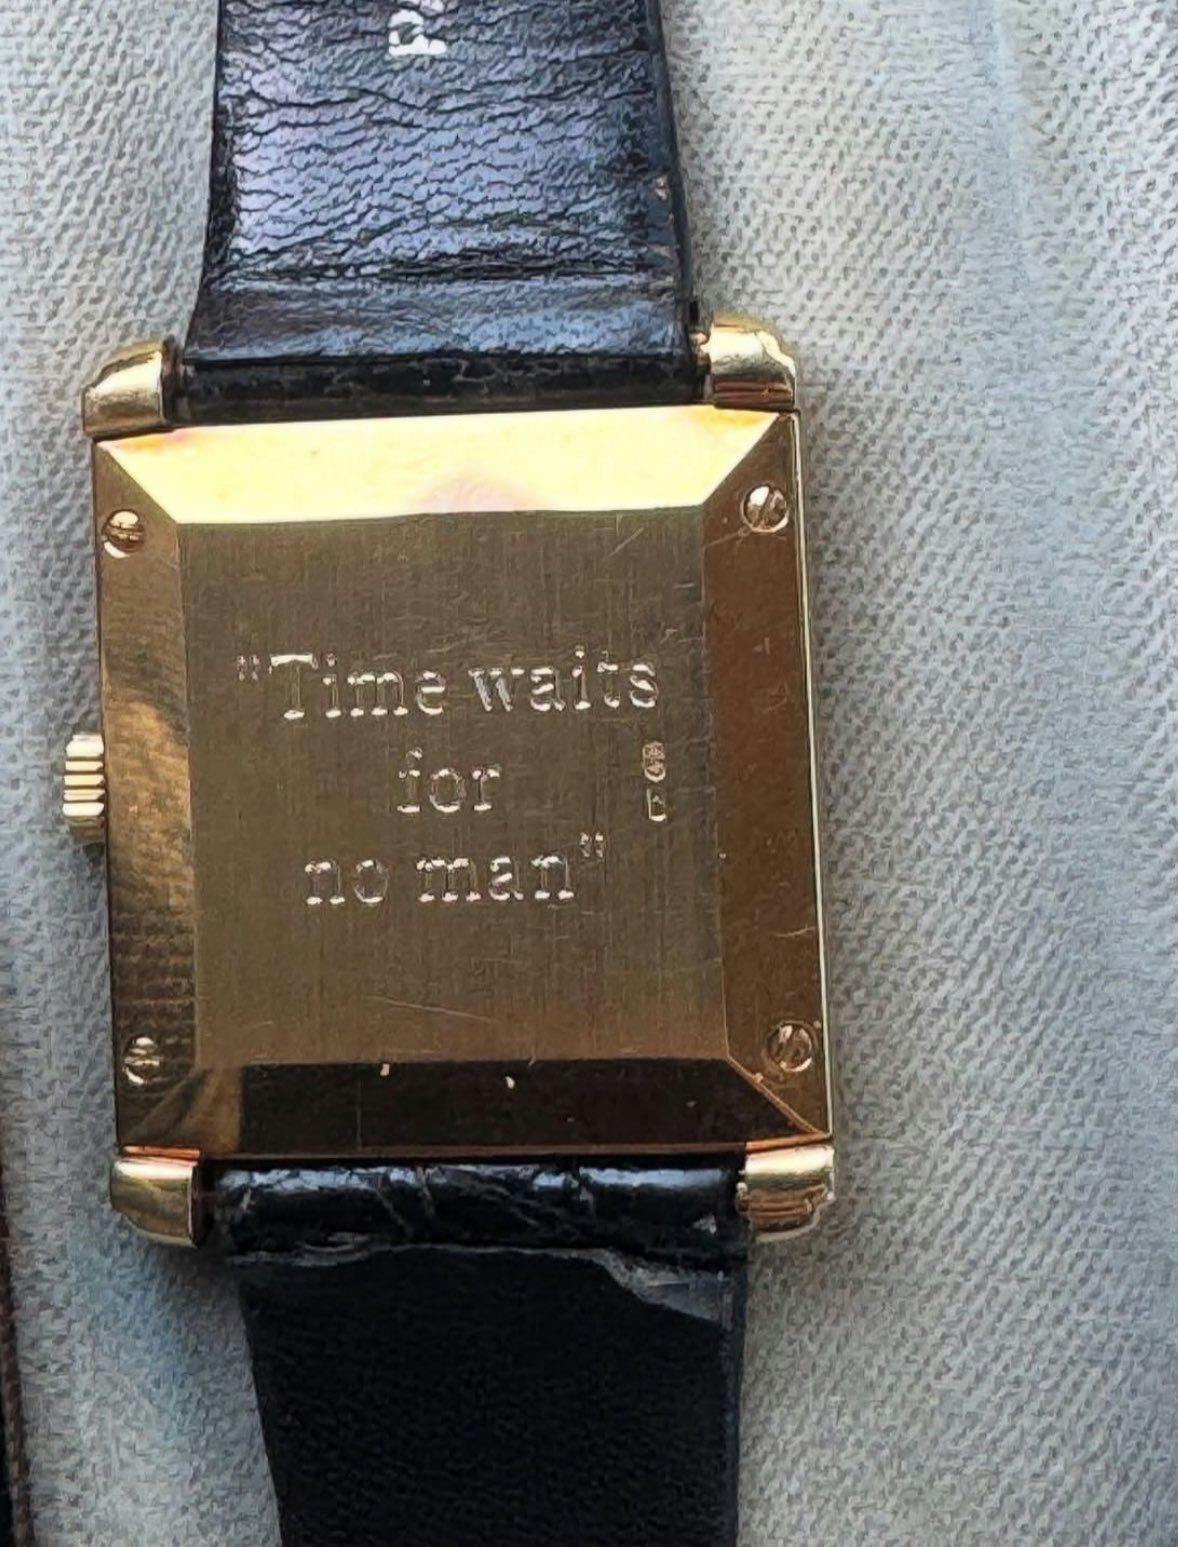 "Time waits
for
no man"